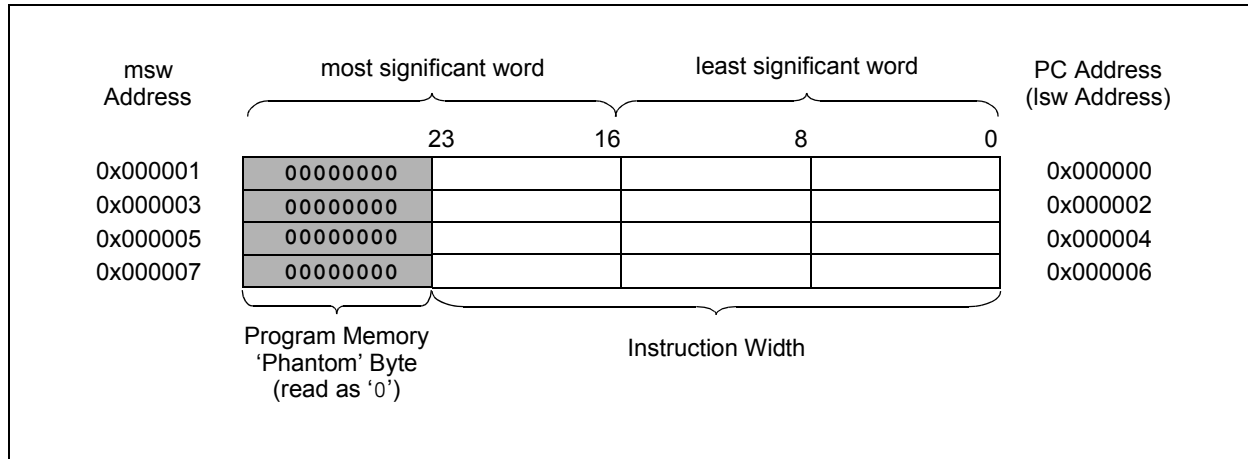 msw
Address
most significant word
least significant word
PC Address
(lsw Address)
23
16
8
0
0x000001
00000000
0x000000
0x000003
00000000
0x000002
0x000005
00000000
0x000004
0x000007
00000000
0x000006
Program Memory
‘Phantom’ Byte
(read as ‘0’)
Instruction Width